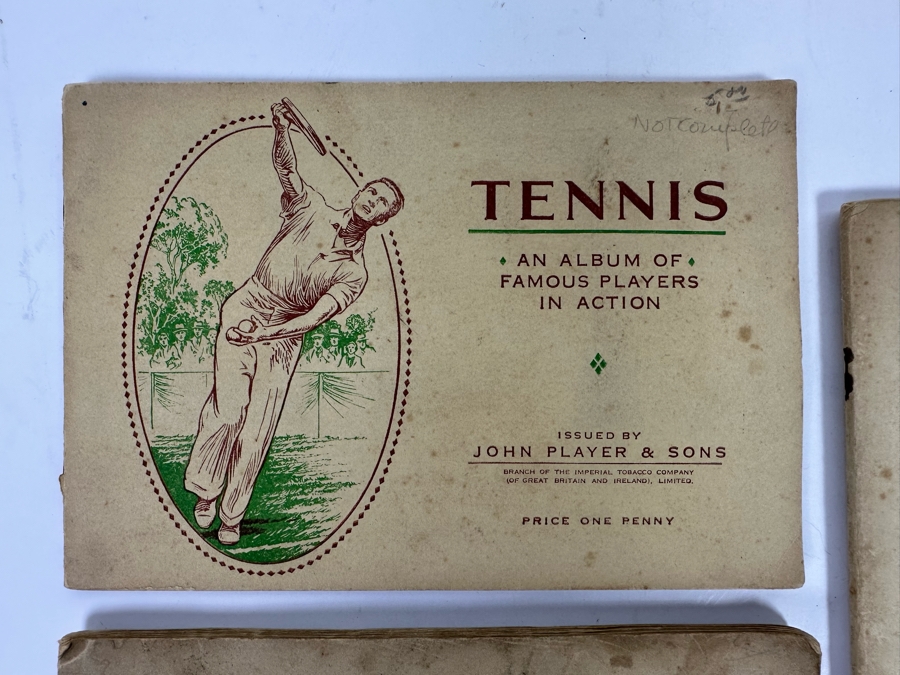 Not complete
TENNIS
AN ALBUM OF
FAMOUS PLAYERS
IN ACTION
ISSUED BY
JOHN PLAYER & SONS
BRANCH OF THE IMPERIAL TOBACCO COMPANY
(OF GREAT BRITAIN AND IRELAND), LIMITED.
PRICE ONE PENNY